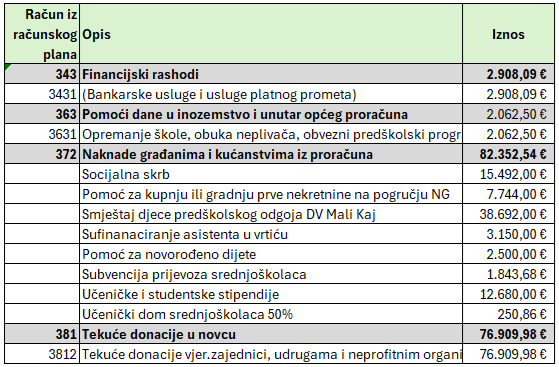 Račun iz računskog plana Opis Iznos
343 Financijski rashodi 2.908,09 €
3431 (Bankarske usluge i usluge platnog prometa) 2.908,09 €
363 Pomoći dane u inozemstvo i unutar općeg proračuna 2.062,50 €
3631 Opremanje škole, obuka neplivača, obvezni predškolski progr 2.062,50 €
372 Naknade građanima i kućanstvima iz proračuna 82.352,54 €
Socijalna skrb 15.492,00 €
Pomoć za kupnju ili gradnju prve nekretnine na pogručju NG 7.744,00 €
Smještaj djece predškolskog odgoja DV Mali Kaj 38.692,00 €
Sufinanaciranje asistenta u vrtiću 3.150,00 €
Pomoć za novorođeno dijete 2.500,00 €
Subvencija prijevoza srednjoškolaca 1.843,68 €
Učeničke i studentske stipendije 12.680,00 €
Učenički dom srednjoškolaca 50% 250,86 €
381 Tekuće donacije u novcu 76.909,98 €
3812 Tekuće donacije vjer.zajednici, udrugama i neprofitnim organi 76.909,98 €